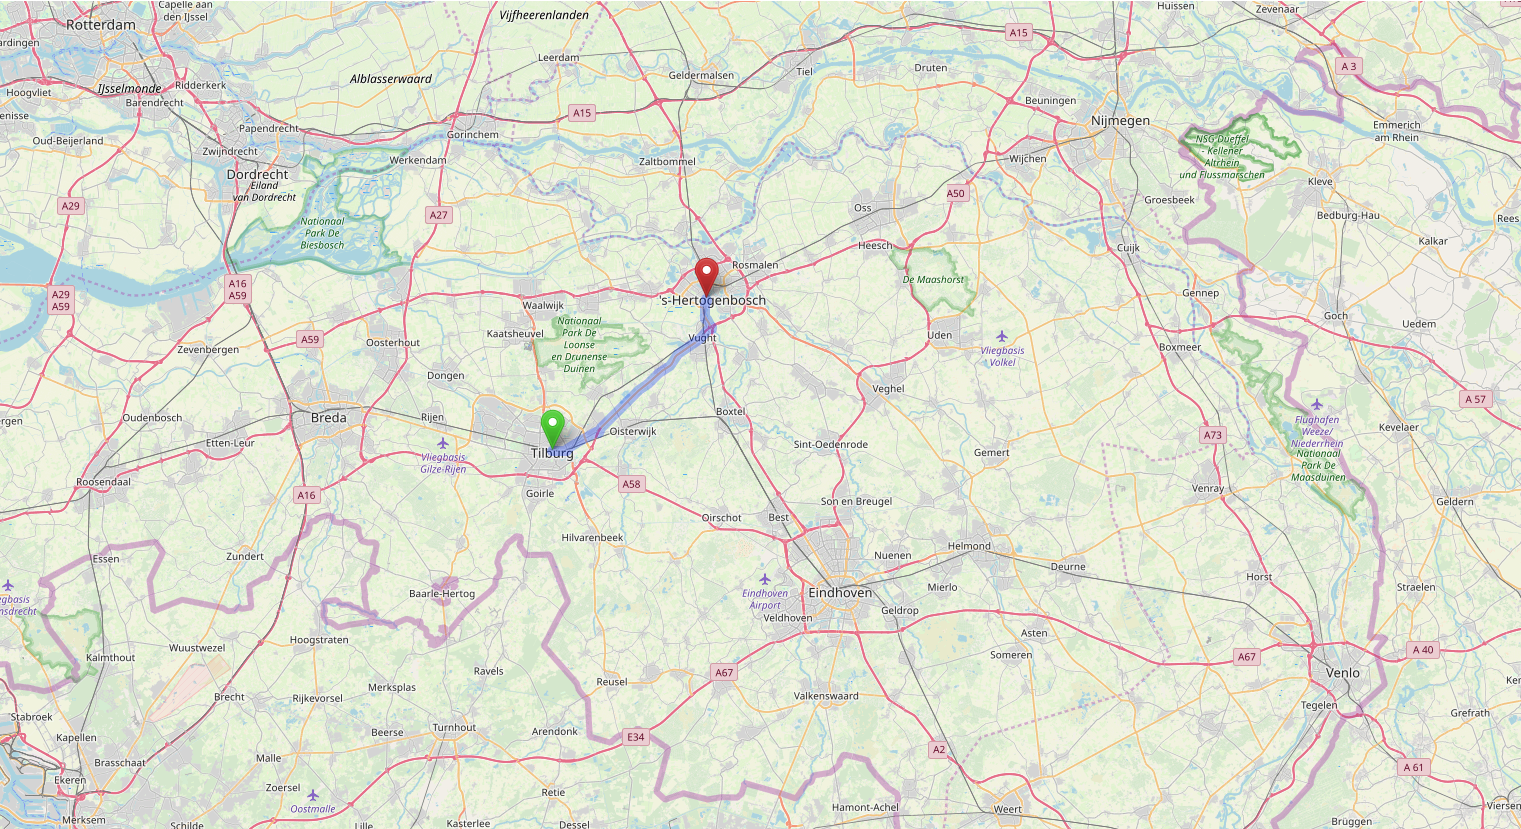 Capelle aan
den IJssel
Vijfheerenlanden
Huissen
Zevenaar
Rotterdam
A15
Leerdam
A 3
Alblasserwaard
Geldermalsen
Tiel
Druten
Hoogvliet
IJsselmonde
Ridderkerk
Barendrecht
Beuningen
A15
Nijmegen
Papendrecht
Gorinchem
Emmerich
am Rhein
Oud-Beijerland
Zwijndrecht
Werkendam
Zaltbommel
Wijchen
NSG Düffel
- Kellener
Altrhein
und Flussmarschen
Dordrecht
Eiland
van Dordrecht
Kleve
A29
A27
Oss
A50
Groesbeek
Bedburg-Hau
Rees
Nationaal
Park De
Biesbosch
Heesch
Cuijk
Kalkar
Rosmalen
De Maashorst
A16
A59
A29
A59
Waalwijk
's-Hertogenbosch
Gennep
Goch
Uedem
Nationaal
Park De
Loonse
en Drunense
Duinen
Kaatsheuvel
Vught
Uden
Vliegbasis
Volkel
Boxmeer
Zevenbergen
A59
Oosterhout
Dongen
Veghel
A 57
Oudenbosch
Breda
Rijen
Boxtel
Flughafen
Weeze/
Niederrhein
Kevelaer
Etten-Leur
Vliegbasis
Gilze-Rijen
Tilburg
Oisterwijk
Sint-Oedenrode
Gemert
A73
Nationaal
Park De
Maasduinen
Roosendaal
A16
Goirle
A58
Son en Breugel
Venray
Geldern
Oirschot
Best
Hilvarenbeek
Essen
Zundert
Nuenen
Helmond
Deurne
Horst
Mierlo
Straelen
Baarle-Hertog
Eindhoven
Airport
Eindhoven
Veldhoven
Geldrop
Hoogstraten
Wuustwezel
Asten
Someren
A67
A 40
Kalmthout
Ravels
Reusel
A67
Venlo
Brecht
Rijkevorsel
Merksplas
Valkenswaard
Tegelen
Stabroek
Kapellen
Turnhout
Beerse
Arendonk
E34
A2
Grefrath
Brasschaat
Malle
A 61
Ekeren
Zoersel
Oostmalle
Retie
Hamont-Achel
Weert
Merksem
Schilde
Lille
Kasterlee
Dessel
Brüggen